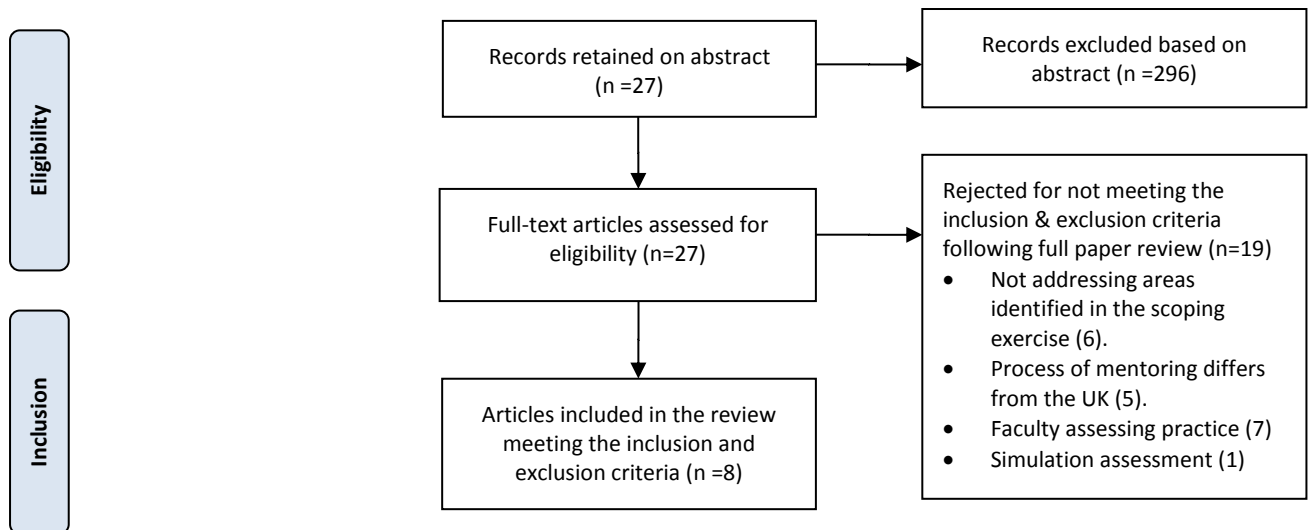 Eligibility
Records retained on abstract
(n =27)
Records excluded based on
abstract (n =296)
Full-text articles assessed for
eligibility (n=27)
Rejected for not meeting the
inclusion & exclusion criteria
following full paper review (n=19)
• Not addressing areas
identified in the scoping
exercise (6).
• Process of mentoring differs
from the UK (5).
• Faculty assessing practice (7)
• Simulation assessment (1)
Inclusion
Articles included in the review
meeting the inclusion and
exclusion criteria (n =8)